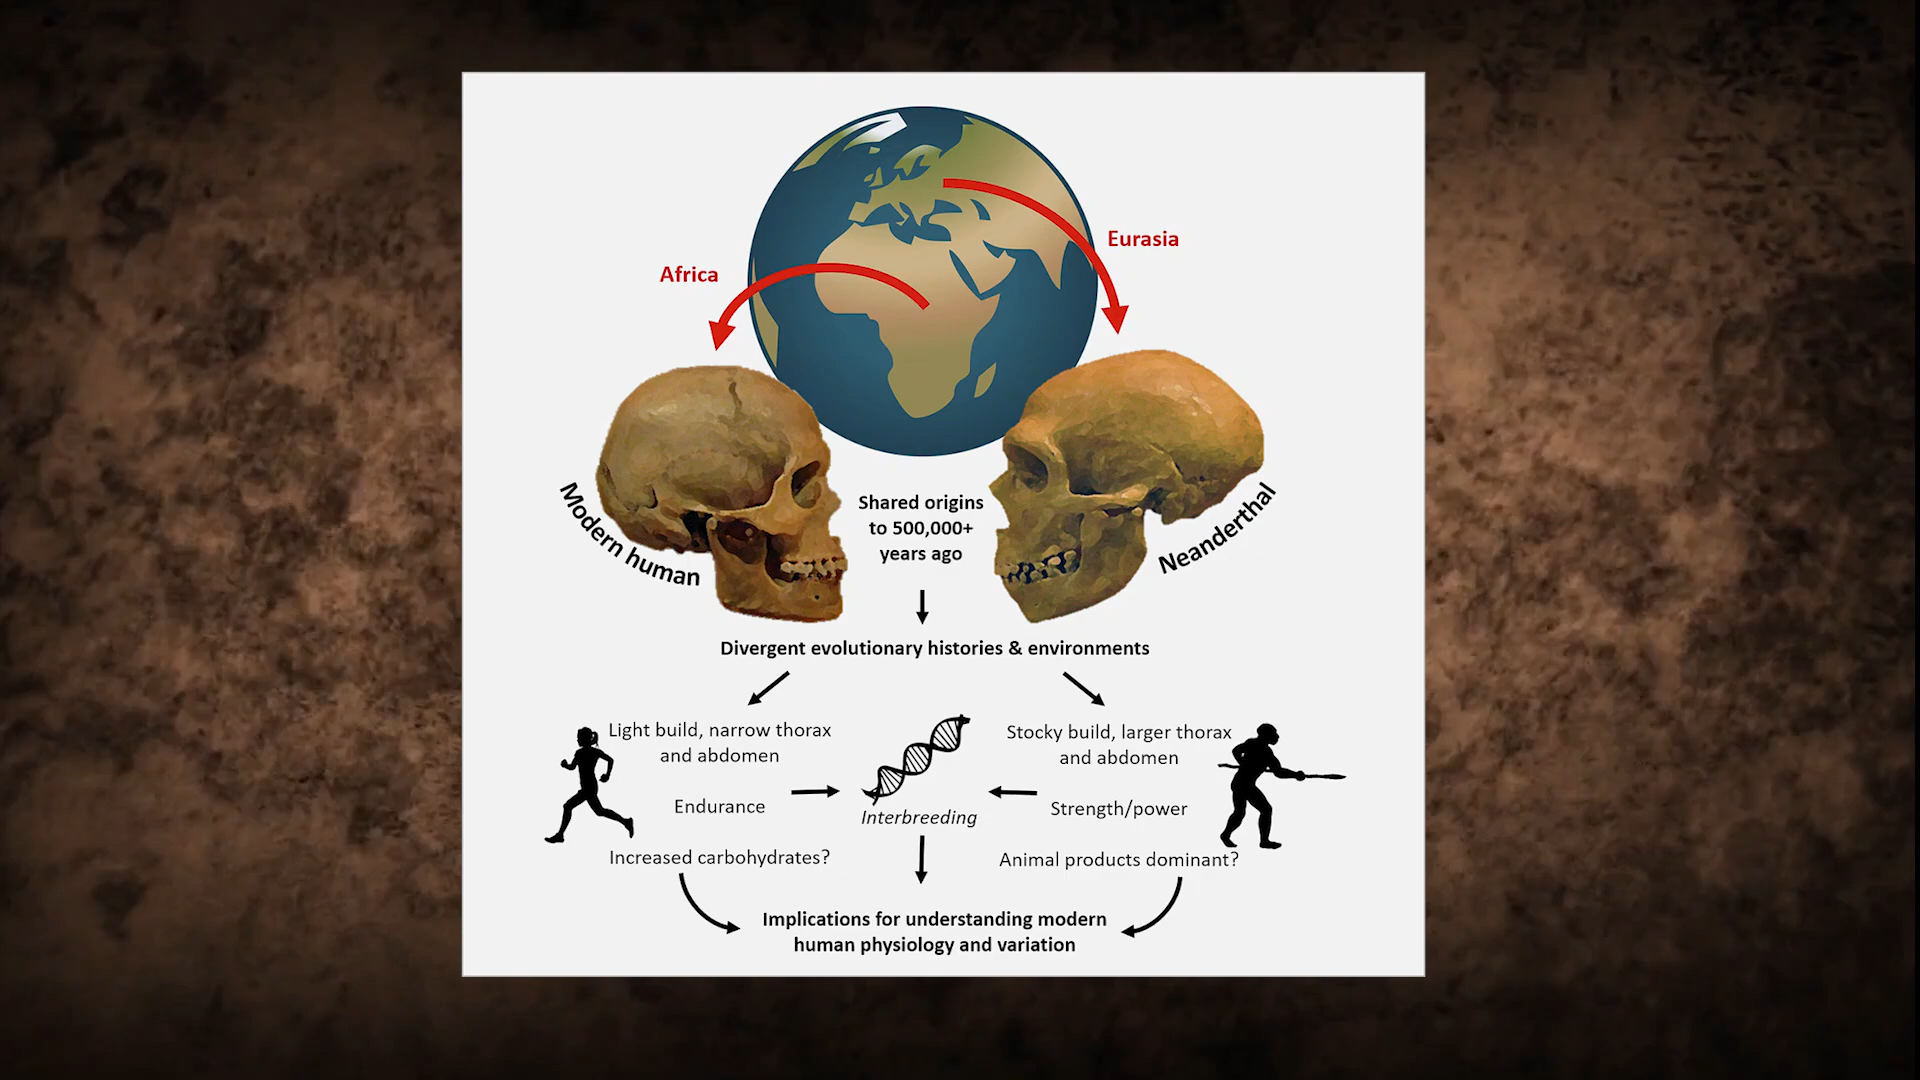 Eurasia
Africa
Modern human
Shared origins
to 500,000+
years ago
Neanderthal
Divergent evolutionary histories & environments
Light build, narrow thorax
and abdomen
Endurance
Increased carbohydrates?
Interbreeding
Stocky build, larger thorax
and abdomen
Strength/power
Animal products dominant?
Implications for understanding modern
human physiology and variation